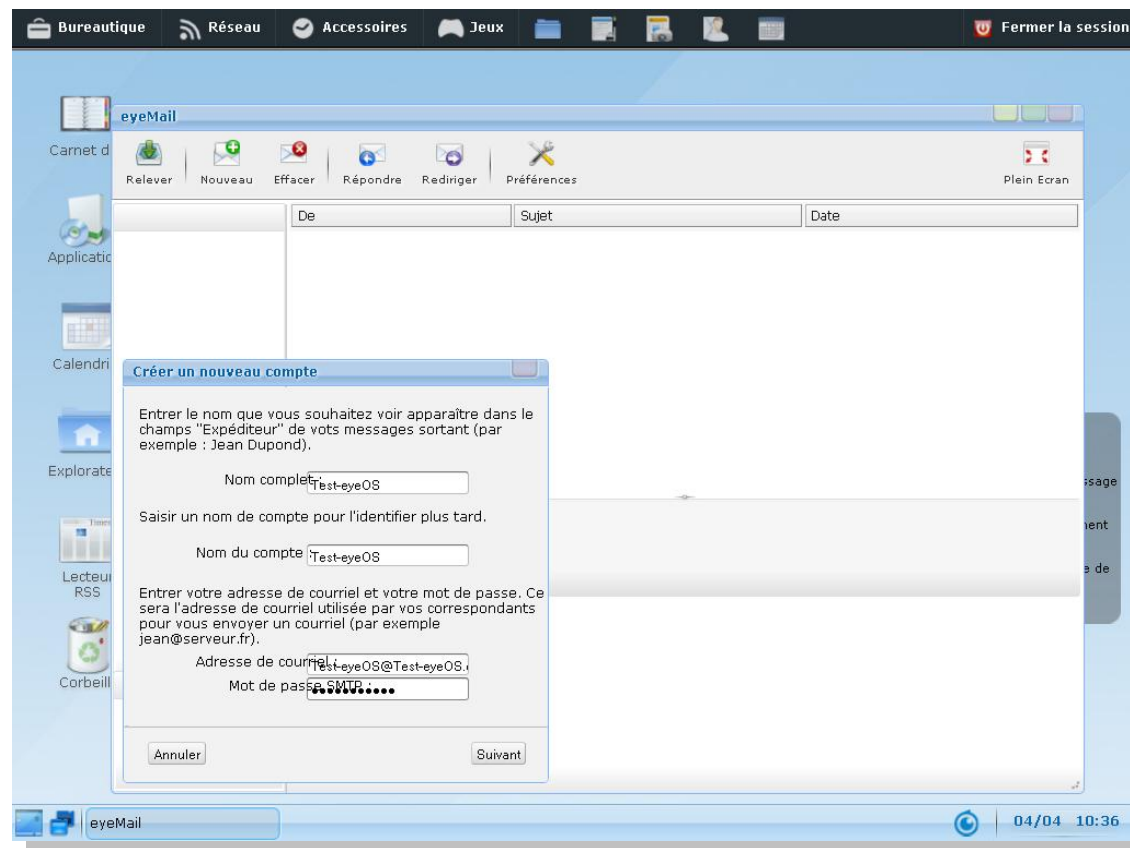 Bureautique Réseau Accessoires Jeux Fermer la session
eyeMail
Carnet d
Relever Nouveau Effacer Répondre Rediriger Préférences Plein Ecran
De Sujet Date
Applicatic
Calendri
Créer un nouveau compte
Entrer le nom que vous souhaitez voir apparaître dans le
champs "Expéditeur" de vots messages sortant (par
exemple : Jean Dupond).
Explorate
Nom complet : Test-eyeOS
ssage
Saisir un nom de compte pour l'identifier plus tard.
ent
Nom du compte : Test-eyeOS
e de
Lecteur
RSS
Entrer votre adresse de courriel et votre mot de passe. Ce
sera l'adresse de courriel utilisée par vos correspondants
pour vous envoyer un courriel (par exemple
jean@serveur.fr).
Adresse de courriel : Test-eyeOS@Test-eyeOS.
Corbeill
Mot de passe SMTP : ●●●●●●●●●●●
Annuler Suivant
eyeMail 04/04 10:36